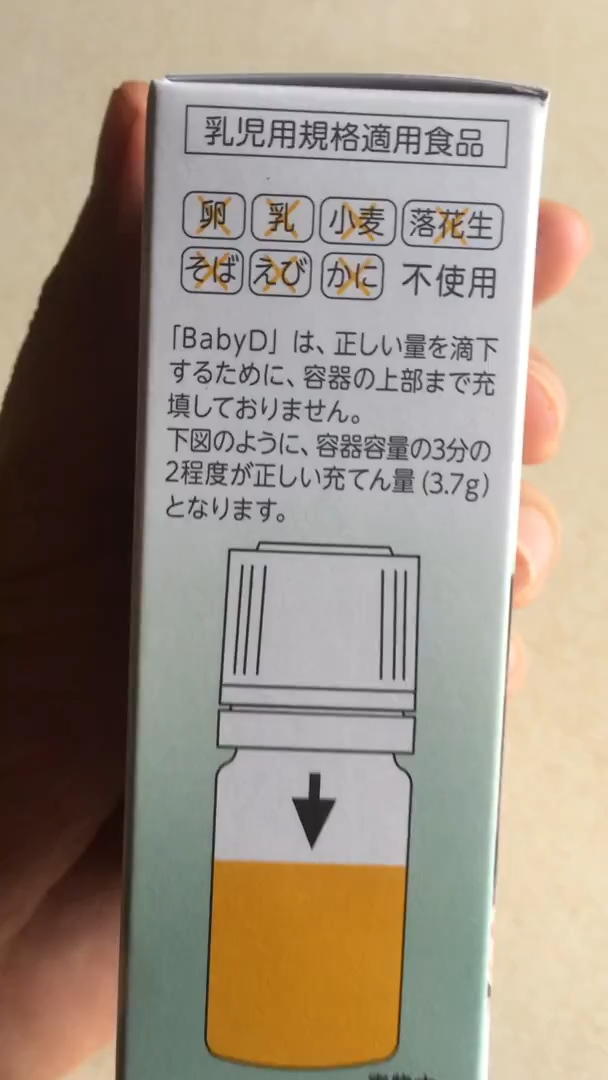 乳児用規格適用食品
卵 乳 小麦 落花生
そば えび かに 不使用
「BabyD」は、正しい量を滴下
するために、容器の上部まで充
填しておりません。
下図のように、容器容量の3分の
2程度が正しい充てん量(3.7g)
となります。